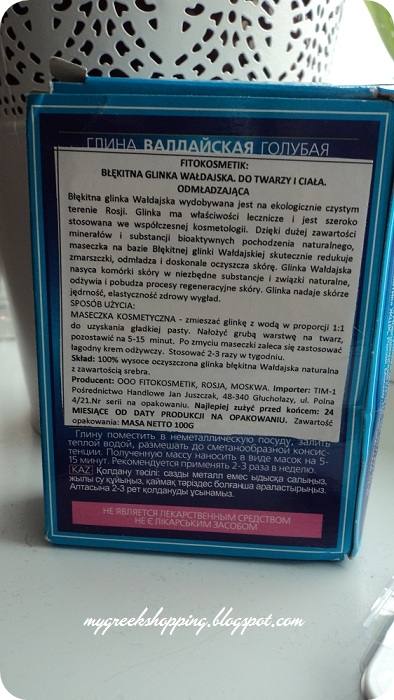 ГЛИНА ВАЛДАЙСКАЯ ГОЛУБАЯ
FITOKOSMETIK:
BŁĘKITNA GLINKA WAŁDAJSKA. DO TWARZY I CIAŁA.
ODMŁADZAJĄCA
Błękitna glinka Wałdajska wydobywana jest na ekologicznie czystym
terenie Rosji. Glinka ma właściwości lecznicze i jest szeroko
stosowana we współczesnej kosmetologii. Dzięki dużej zawartości
minerałów i substancji bioaktywnych pochodzenia naturalnego,
maseczka na bazie Błękitnej glinki Wałdajskiej skutecznie redukuje
zmarszczki, odmładza i doskonale oczyszcza skórę. Glinka Wałdajska
nasyca komórki skóry w niezbędne substancje i związki naturalne,
odżywia i pobudza procesy regeneracyjne skóry. Glinka nadaje skórze
jędrność, elastyczność zdrowy wygląd.
SPOSÓB UŻYCIA:
MASECZKA KOSMETYCZNA - zmieszać glinkę z wodą w proporcji 1:1
do uzyskania gładkiej pasty. Nałożyć grubą warstwę na twarz,
pozostawić na 5-15 minut. Po zmyciu maseczki zaleca się zastosować
łagodny krem odżywczy. Stosować 2-3 razy w tygodniu.
Skład: 100% wysoce oczyszczona glinka błękitna Wałdajska naturalna
z zawartością srebra.
Producent: OOO FITOKOSMETIK, ROSJA, MOSKWA. Importer: TIM-1
Pośrednictwo Handlowe Jan Juszczak, 48-340 Głuchołazy, ul. Polna
4/21.Nr serii na opakowaniu. Najlepiej zużyć przed końcem: 24
MIESIĄCE OD DATY PRODUKCJI NA OPAKOWANIU. Zawartość
opakowania: MASA NETTO 100G
Глину поместить в неметаллическую посуду, залить
теплой водой, размешать до сметанообразной консис-
тенции. Полученную массу наносить в виде масок на 5-
15 минут. Рекомендуется применять 2-3 раза в неделю.
KAZ Қолдану тәсілі: сазды металл емес ыдысқа салыңыз,
жылы су құйыңыз, қаймақ тәріздес болғанша араластырыңыз.
Аптасына 2-3 рет қолдануды ұсынамыз.
НЕ ЯВЛЯЕТСЯ ЛЕКАРСТВЕННЫМ СРЕДСТВОМ
НЕ Є ЛІКАРСЬКИМ ЗАСОБОМ
mygreekshopping.blogspot.com